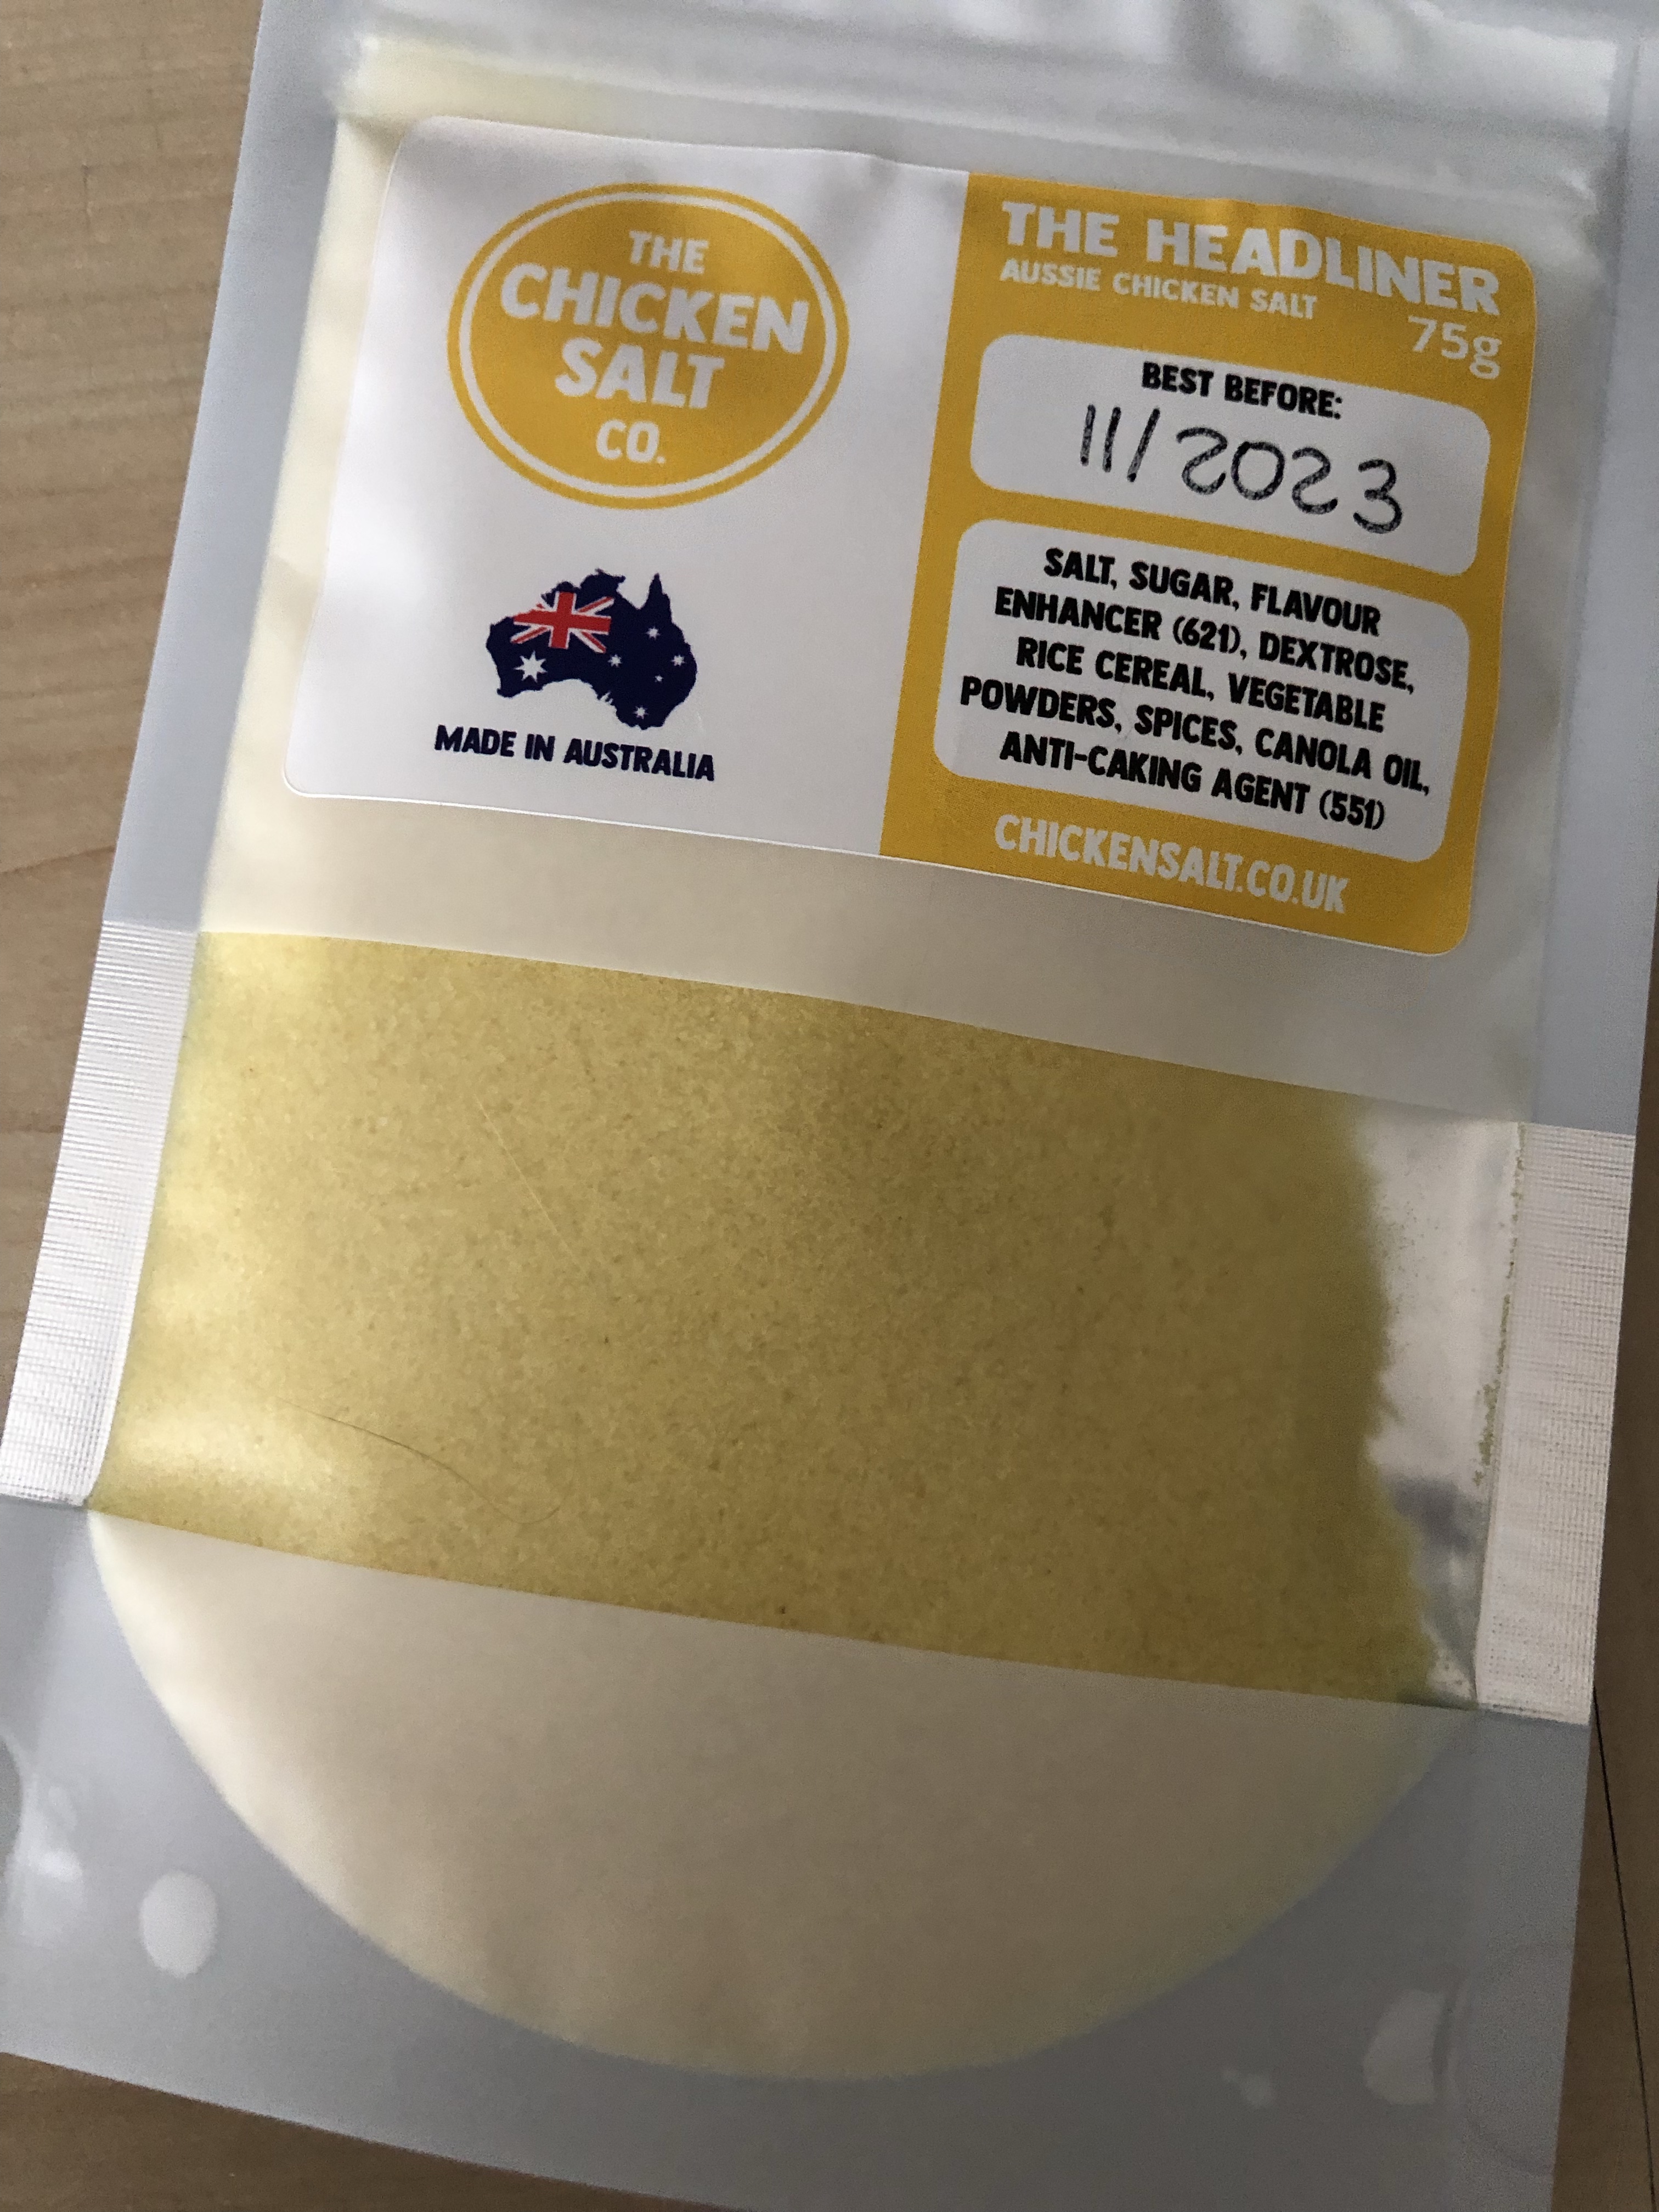 THE
CHICKEN
SALT
CO.
MADE IN AUSTRALIA
THE HEADLINER
AUSSIE CHICKEN SALT
75g
BEST BEFORE:
11/2023
SALT, SUGAR, FLAVOUR
ENHANCER (621), DEXTROSE,
RICE CEREAL, VEGETABLE
POWDERS, SPICES, CANOLA OIL,
ANTI-CAKING AGENT (551)
CHICKENSALT.CO.UK